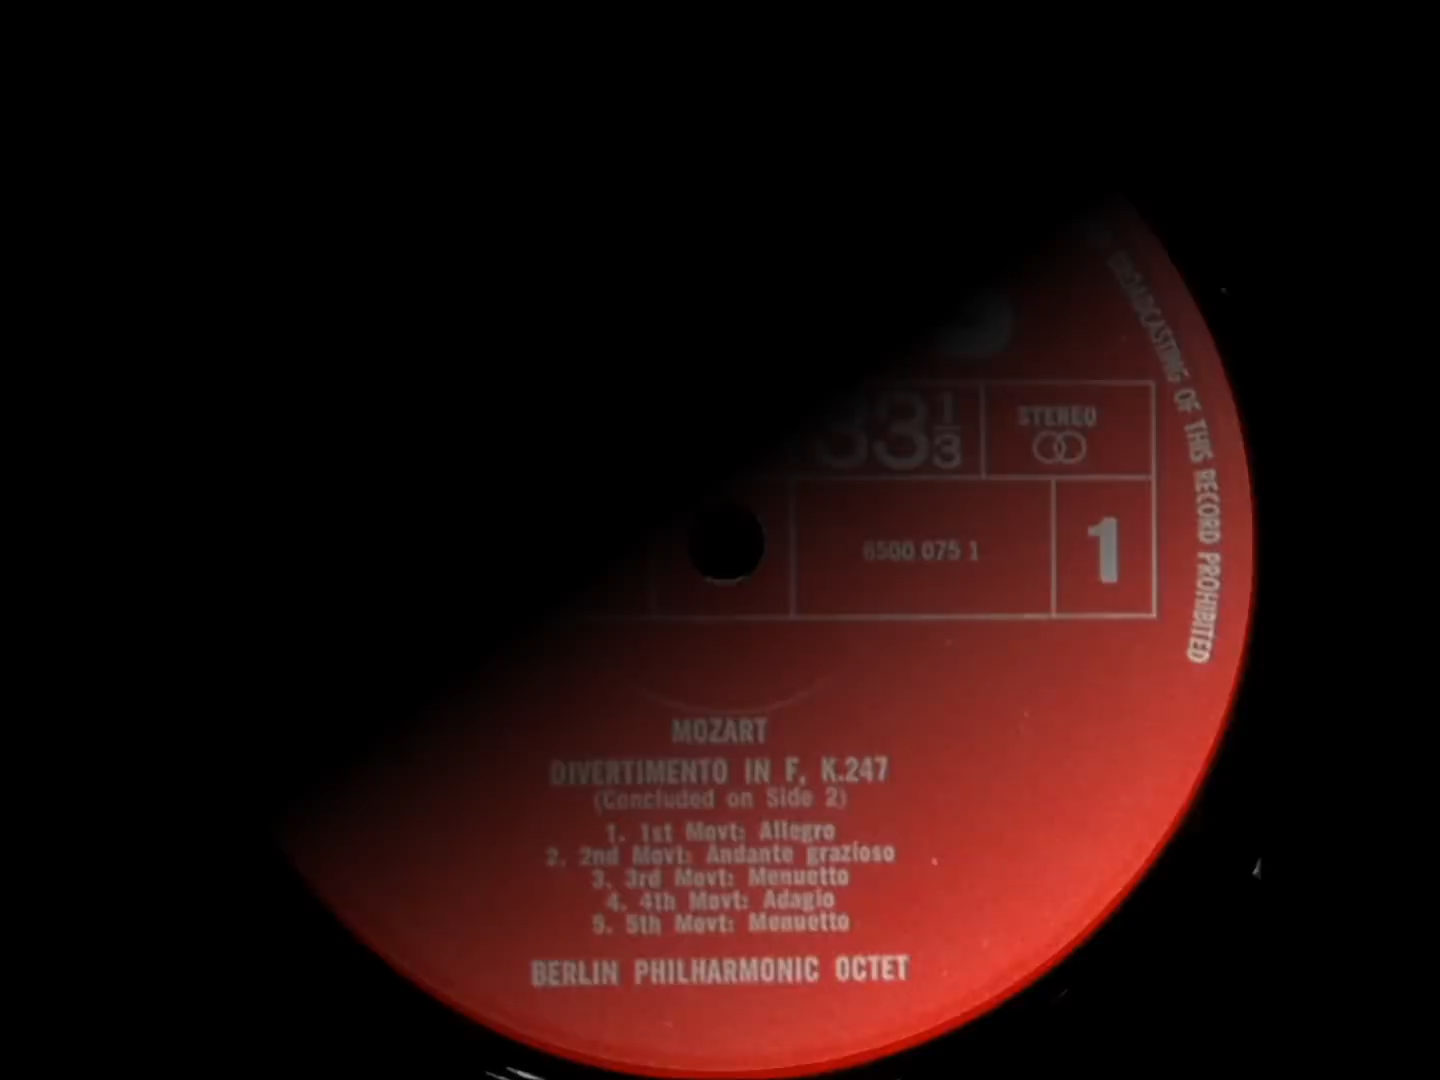 BROADCASTING OF THIS RECORD PROHIBITED
33 1/3
STEREO
6500 075 1
1
MOZART
DIVERTIMENTO IN F, K.247
(Concluded on Side 2)
1. 1st Movt: Allegro
2. 2nd Movt: Andante grazioso
3. 3rd Movt: Menuetto
4. 4th Movt: Adagio
5. 5th Movt: Menuetto
BERLIN PHILHARMONIC OCTET